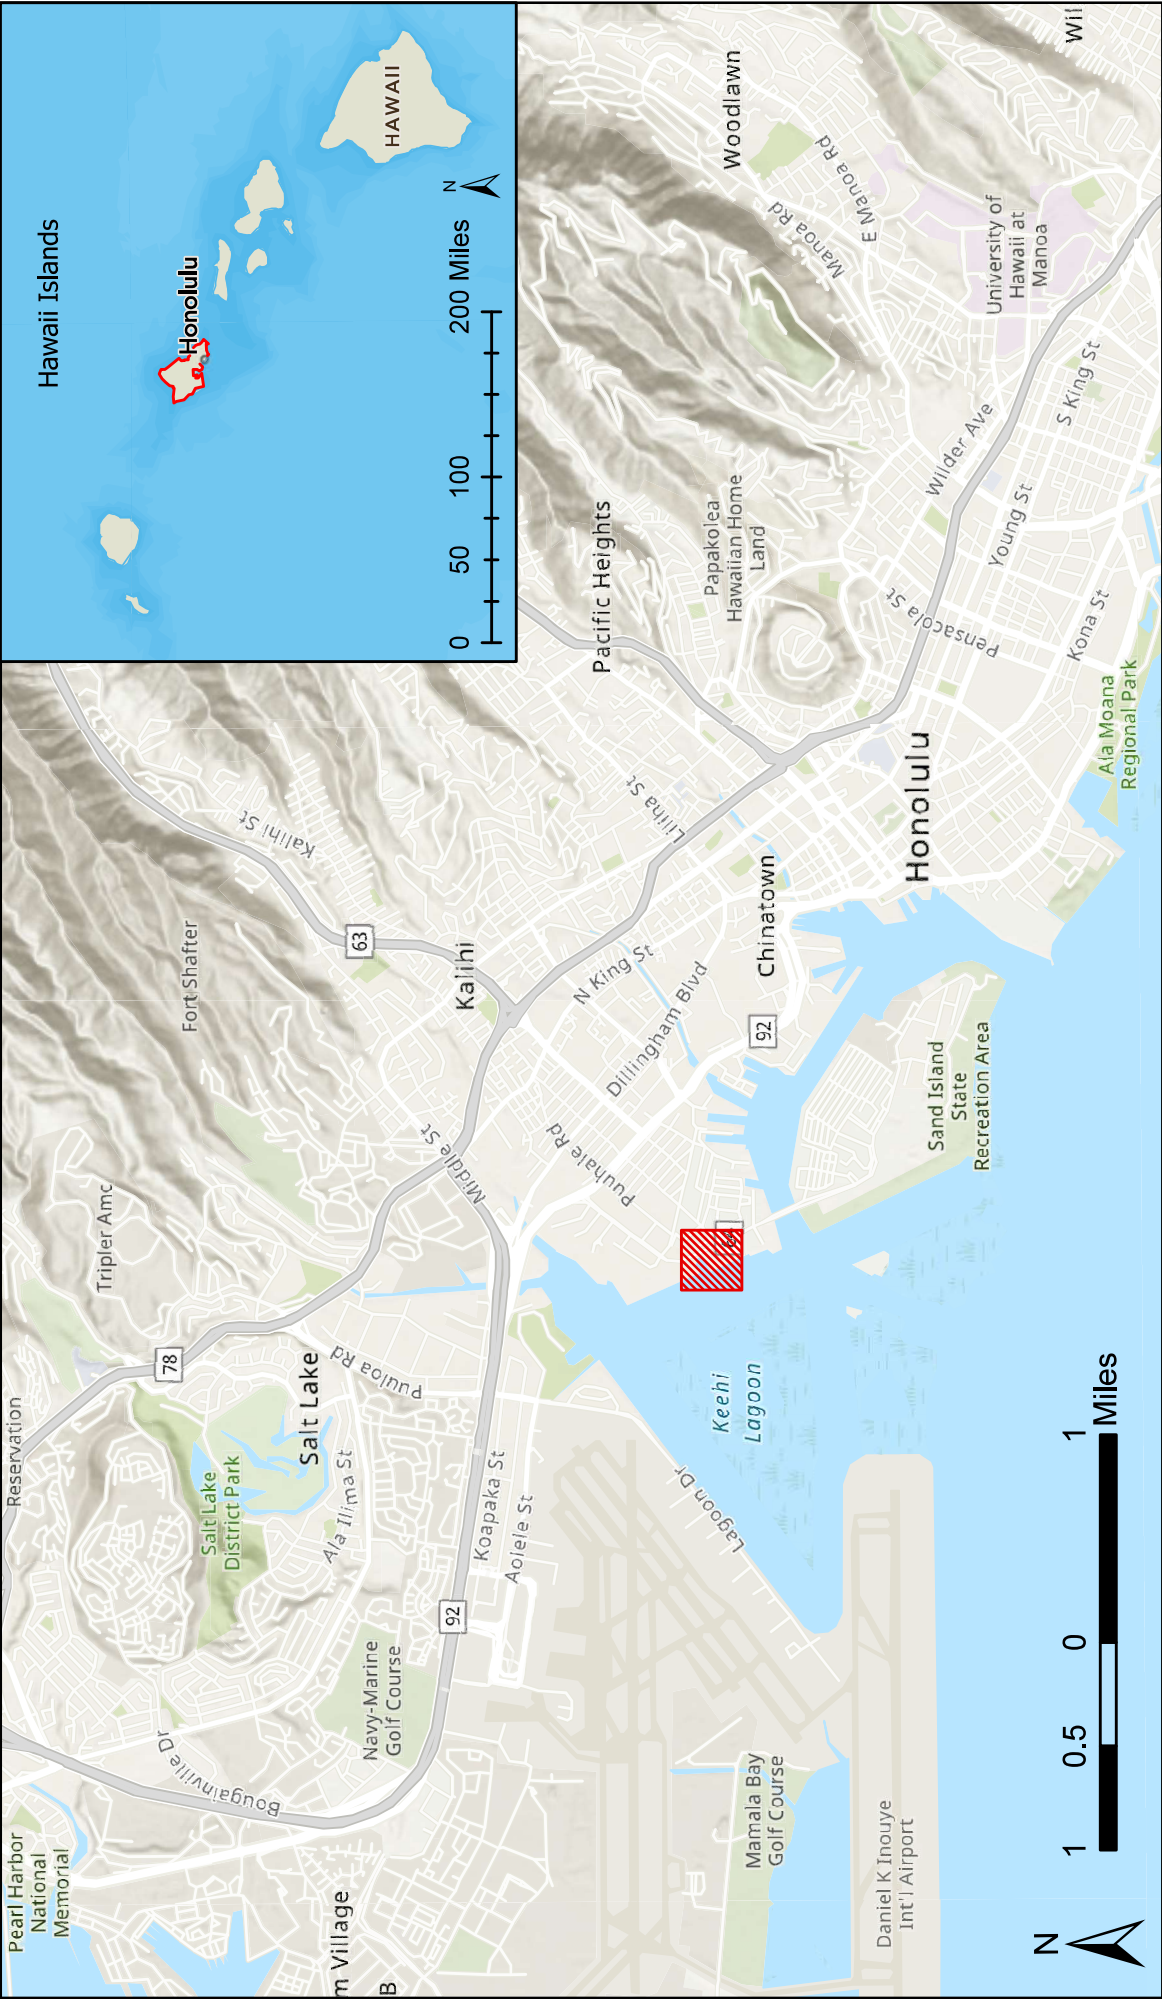 Hawaii Islands
HAWAII
Honolulu
N
0
50
100
200 Miles
Pearl Harbor
National
Memorial
m Village
B
Bougainville Dr
Navy-Marine
Golf Course
92
Reservation
Salt Lake
District Park
Salt Lake
Ala Ilima St
Puuloa Rd
78
Koapaka St
Aolele St
Lagoon Dr
Mamala Bay
Golf Course
Daniel K Inouye
Int'l Airport
Keehi
Lagoon
Tripler Amc
Fort Shafter
Middle St
Kalihi St
63
Kalihi
Puuhale Rd
Dillingham Blvd
N King St
92
Chinatown
Liliha St
Sand Island
State
Recreation Area
Honolulu
Pacific Heights
Papakolea
Hawaiian Home
Land
Pensacola St
Kona St
Ala Moana
Regional Park
Young St
Wilder Ave
S King St
University of
Hawaii at
Manoa
Manoa Rd
E Manoa Rd
Woodlawn
Wil
N
1
0.5
0
1
Miles